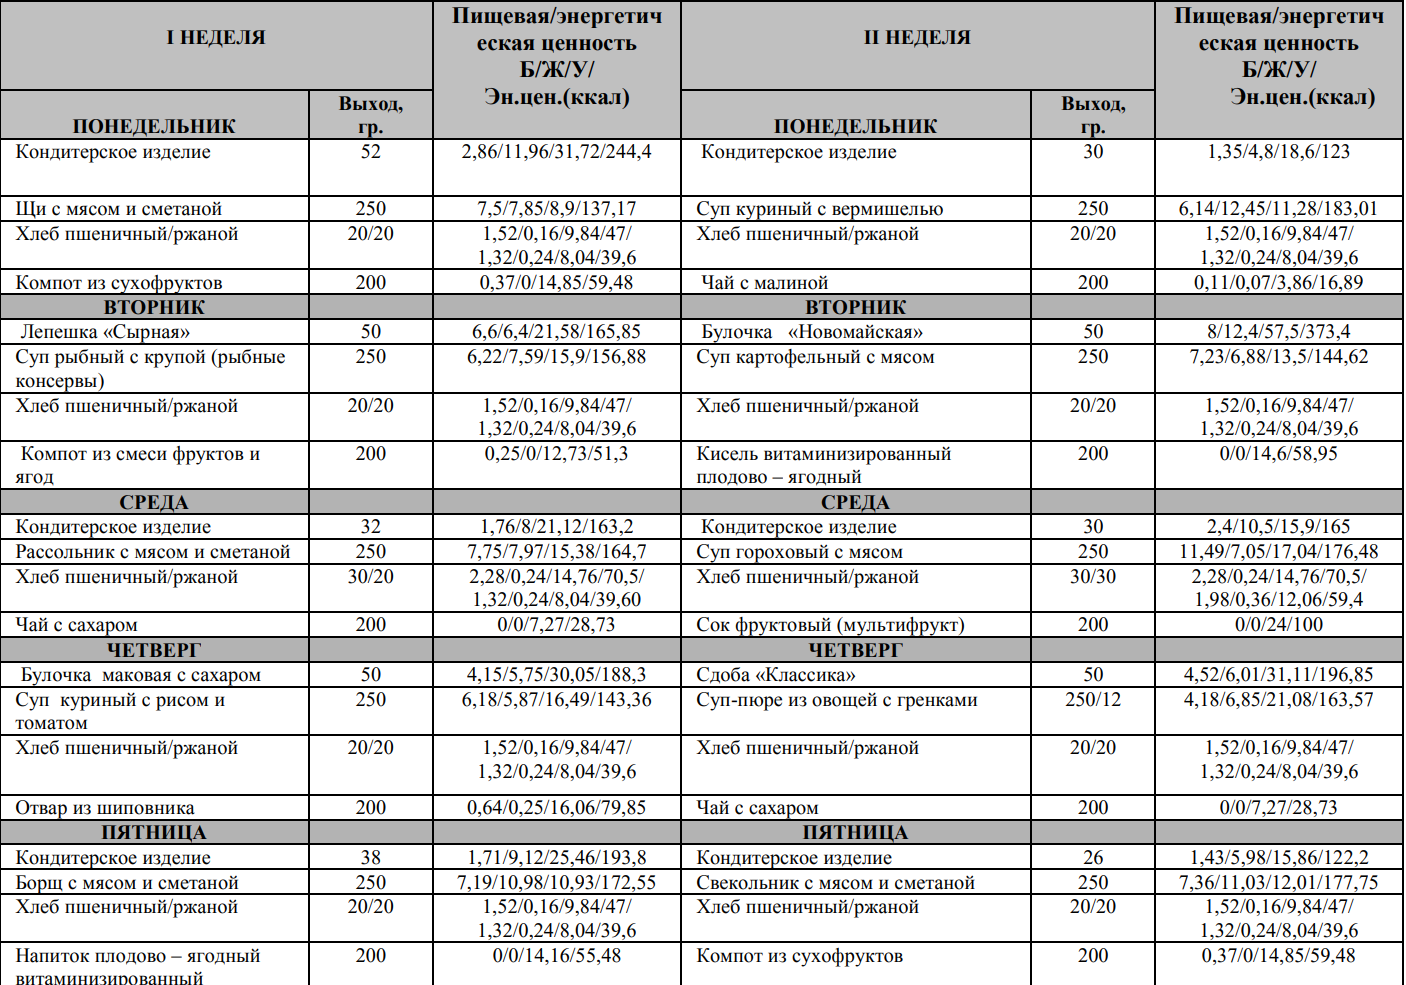 I НЕДЕЛЯ
Пищевая/энергетич
еская ценность
Б/Ж/У/
Эн.цен.(ккал)
II НЕДЕЛЯ
Пищевая/энергетич
еская ценность
Б/Ж/У/
Эн.цен.(ккал)
ПОНЕДЕЛЬНИК
Выход,
гр.
ПОНЕДЕЛЬНИК
Выход,
гр.
Кондитерское изделие
52
2,86/11,96/31,72/244,4
Кондитерское изделие
30
1,35/4,8/18,6/123
Щи с мясом и сметаной
250
7,5/7,85/8,9/137,17
Суп куриный с вермишелью
250
6,14/12,45/11,28/183,01
Хлеб пшеничный/ржаной
20/20
1,52/0,16/9,84/47/
1,32/0,24/8,04/39,6
Хлеб пшеничный/ржаной
20/20
1,52/0,16/9,84/47/
1,32/0,24/8,04/39,6
Компот из сухофруктов
200
0,37/0/14,85/59,48
Чай с малиной
200
0,11/0,07/3,86/16,89
ВТОРНИК
ВТОРНИК
Лепешка «Сырная»
50
6,6/6,4/21,58/165,85
Булочка «Новомайская»
50
8/12,4/57,5/373,4
Суп рыбный с крупой (рыбные
консервы)
250
6,22/7,59/15,9/156,88
Суп картофельный с мясом
250
7,23/6,88/13,5/144,62
Хлеб пшеничный/ржаной
20/20
1,52/0,16/9,84/47/
1,32/0,24/8,04/39,6
Хлеб пшеничный/ржаной
20/20
1,52/0,16/9,84/47/
1,32/0,24/8,04/39,6
Компот из смеси фруктов и
ягод
200
0,25/0/12,73/51,3
Кисель витаминизированный
плодово – ягодный
200
0/0/14,6/58,95
СРЕДА
СРЕДА
Кондитерское изделие
32
1,76/8/21,12/163,2
Кондитерское изделие
30
2,4/10,5/15,9/165
Рассольник с мясом и сметаной
250
7,75/7,97/15,38/164,7
Суп гороховый с мясом
250
11,49/7,05/17,04/176,48
Хлеб пшеничный/ржаной
30/20
2,28/0,24/14,76/70,5/
1,32/0,24/8,04/39,60
Хлеб пшеничный/ржаной
30/30
2,28/0,24/14,76/70,5/
1,98/0,36/12,06/59,4
Чай с сахаром
200
0/0/7,27/28,73
Сок фруктовый (мультифрукт)
200
0/0/24/100
ЧЕТВЕРГ
ЧЕТВЕРГ
Булочка маковая с сахаром
50
4,15/5,75/30,05/188,3
Сдоба «Классика»
50
4,52/6,01/31,11/196,85
Суп куриный с рисом и
томатом
250
6,18/5,87/16,49/143,36
Суп-пюре из овощей с гренками
250/12
4,18/6,85/21,08/163,57
Хлеб пшеничный/ржаной
20/20
1,52/0,16/9,84/47/
1,32/0,24/8,04/39,6
Хлеб пшеничный/ржаной
20/20
1,52/0,16/9,84/47/
1,32/0,24/8,04/39,6
Отвар из шиповника
200
0,64/0,25/16,06/79,85
Чай с сахаром
200
0/0/7,27/28,73
ПЯТНИЦА
ПЯТНИЦА
Кондитерское изделие
38
1,71/9,12/25,46/193,8
Кондитерское изделие
26
1,43/5,98/15,86/122,2
Борщ с мясом и сметаной
250
7,19/10,98/10,93/172,55
Свекольник с мясом и сметаной
250
7,36/11,03/12,01/177,75
Хлеб пшеничный/ржаной
20/20
1,52/0,16/9,84/47/
1,32/0,24/8,04/39,6
Хлеб пшеничный/ржаной
20/20
1,52/0,16/9,84/47/
1,32/0,24/8,04/39,6
Напиток плодово – ягодный
витаминизированный
200
0/0/14,16/55,48
Компот из сухофруктов
200
0,37/0/14,85/59,48